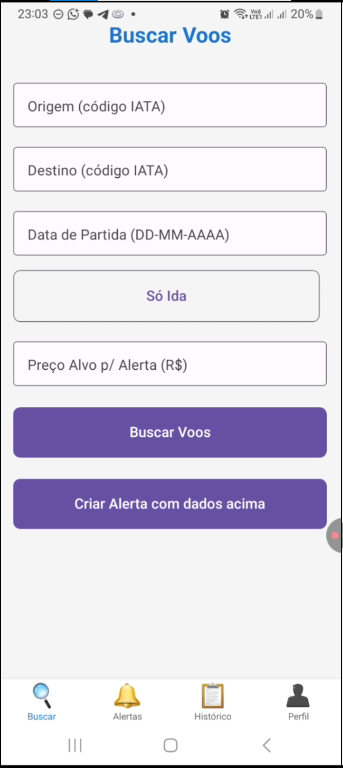 23:03 20%
Buscar Voos
Origem (código IATA)
Destino (código IATA)
Data de Partida (DD-MM-AAAA)
Só Ida
Preço Alvo p/ Alerta (R$)
Buscar Voos
Criar Alerta com dados acima
Buscar Alertas Histórico Perfil